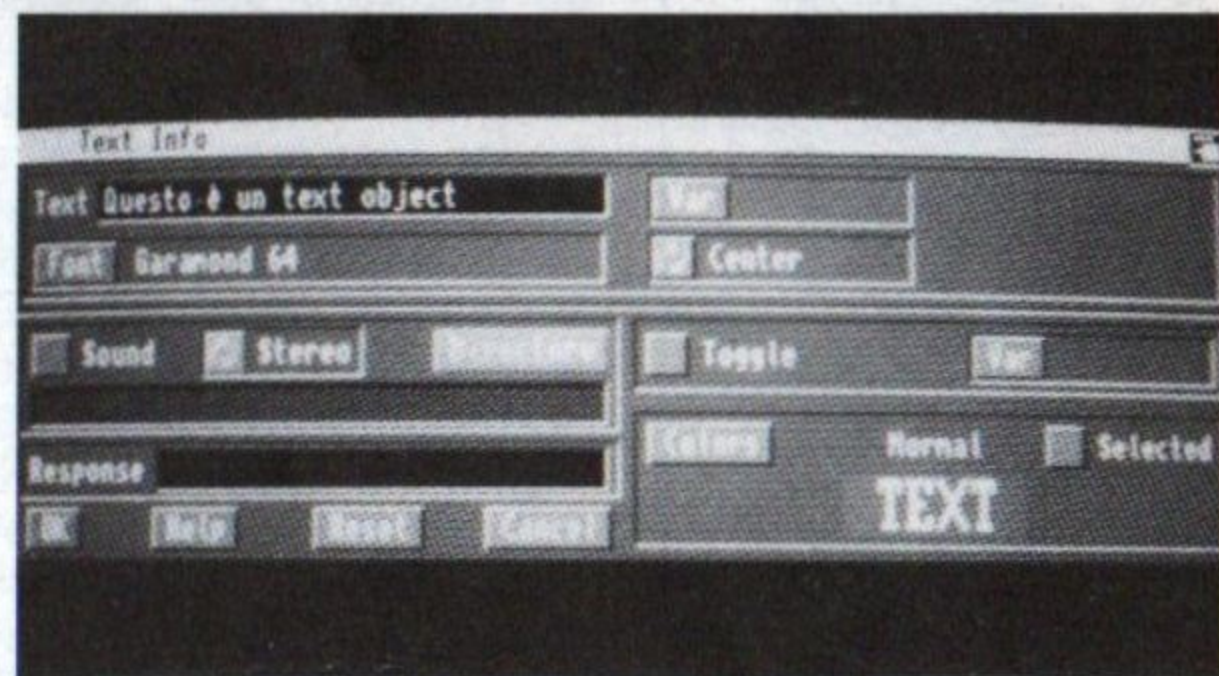 Text Info
Text Questo è un text object
Var
Font Garamond 64
Center
Sound Stereo Directory
Toggle
Var
Response
Colors Normal Selected
TEXT
OK Help Reset Cancel